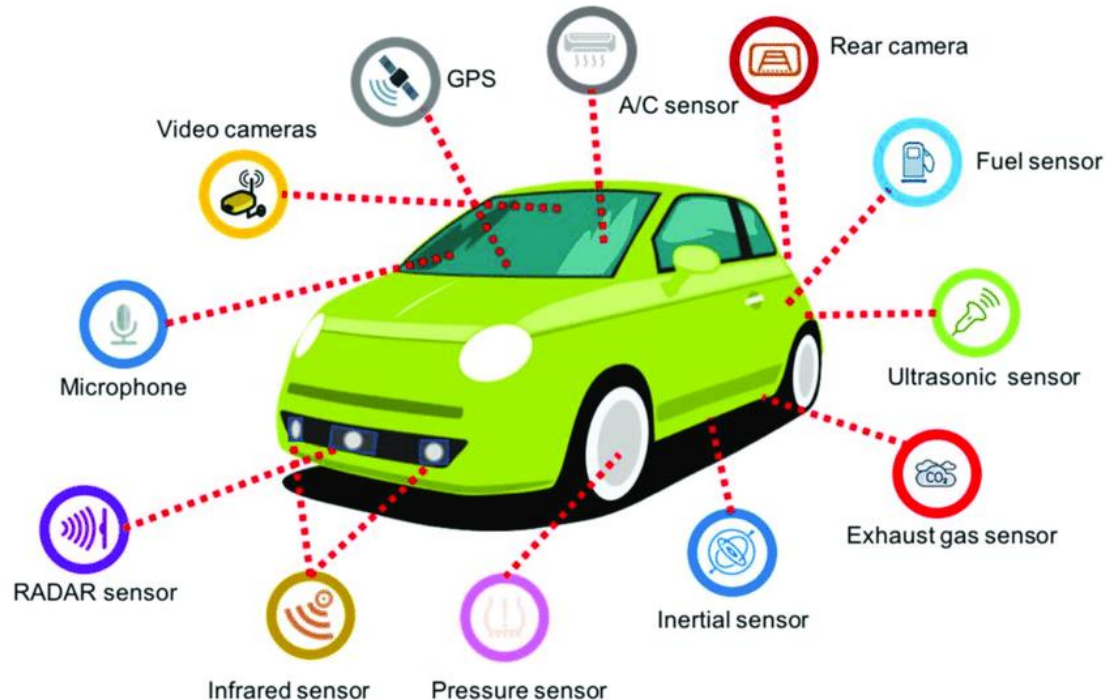 Rear camera
GPS
A/C sensor
Video cameras
Fuel sensor
Microphone
Ultrasonic sensor
CO₂
Exhaust gas sensor
RADAR sensor
Inertial sensor
Infrared sensor
Pressure sensor